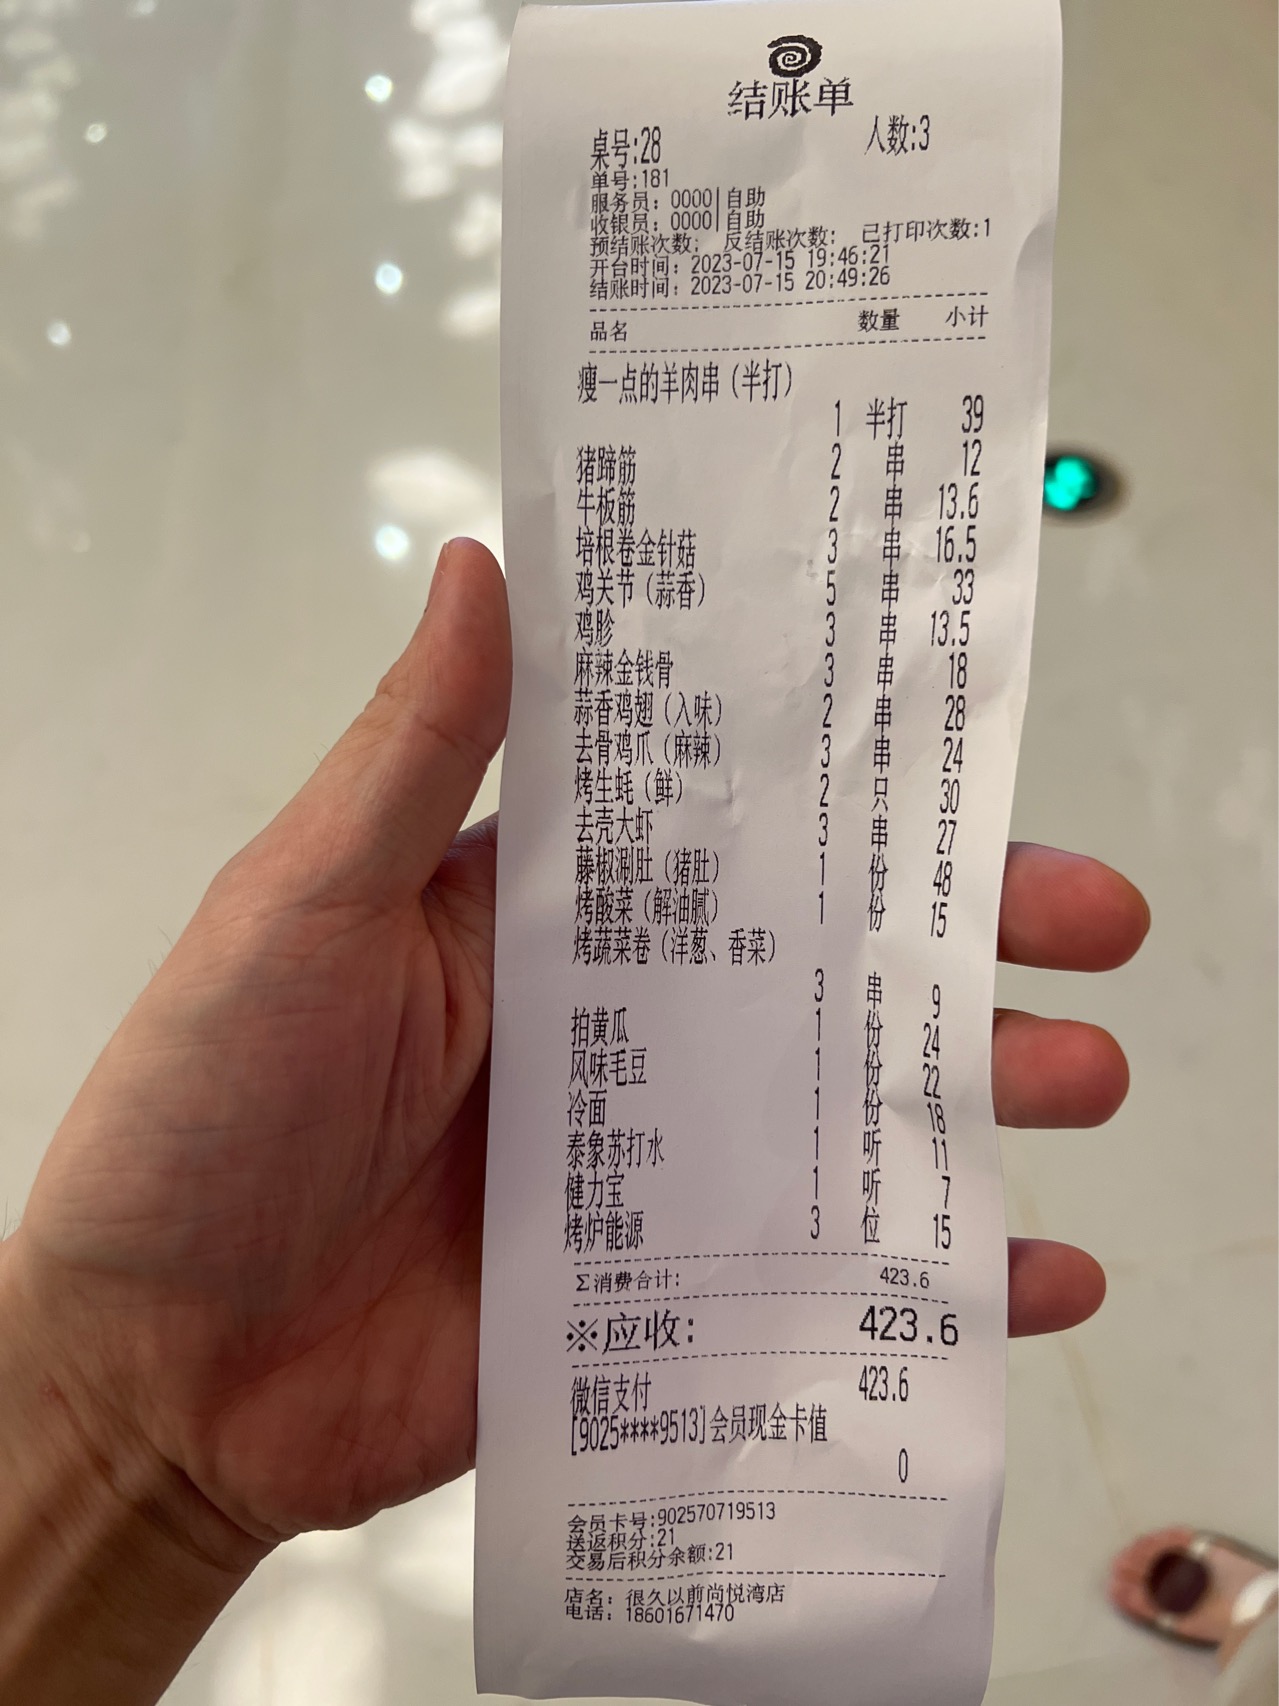 结账单
桌号:28 人数:3
单号:181
服务员: 0000|自助
收银员: 0000|自助
预结账次数: 反结账次数: 已打印次数:1
开台时间: 2023-07-15 19:46:21
结账时间: 2023-07-15 20:49:26
品名 数量 小计
瘦一点的羊肉串(半打)
1 半打 39
猪蹄筋 2 串 12
牛板筋 2 串 13.6
培根卷金针菇 3 串 16.5
鸡关节(蒜香) 5 串 33
鸡胗 3 串 13.5
麻辣金钱骨 3 串 18
蒜香鸡翅(入味) 2 串 28
去骨鸡爪(麻辣) 3 串 24
烤生蚝(鲜) 2 只 30
去壳大虾 3 串 27
藤椒涮肚(猪肚) 1 份 48
烤酸菜(解油腻) 1 份 15
烤蔬菜卷(洋葱、香菜)
3 串 9
拍黄瓜 1 份 24
风味毛豆 1 份 22
冷面 1 份 18
泰象苏打水 1 听 11
健力宝 1 听 7
烤炉能源 3 位 15
Σ消费合计: 423.6
※应收: 423.6
微信支付 423.6
[9025****9513]会员现金卡值
0
会员卡号:902570719513
送返积分:21
交易后积分余额:21
店名: 很久以前尚悦湾店
电话: 18601671470